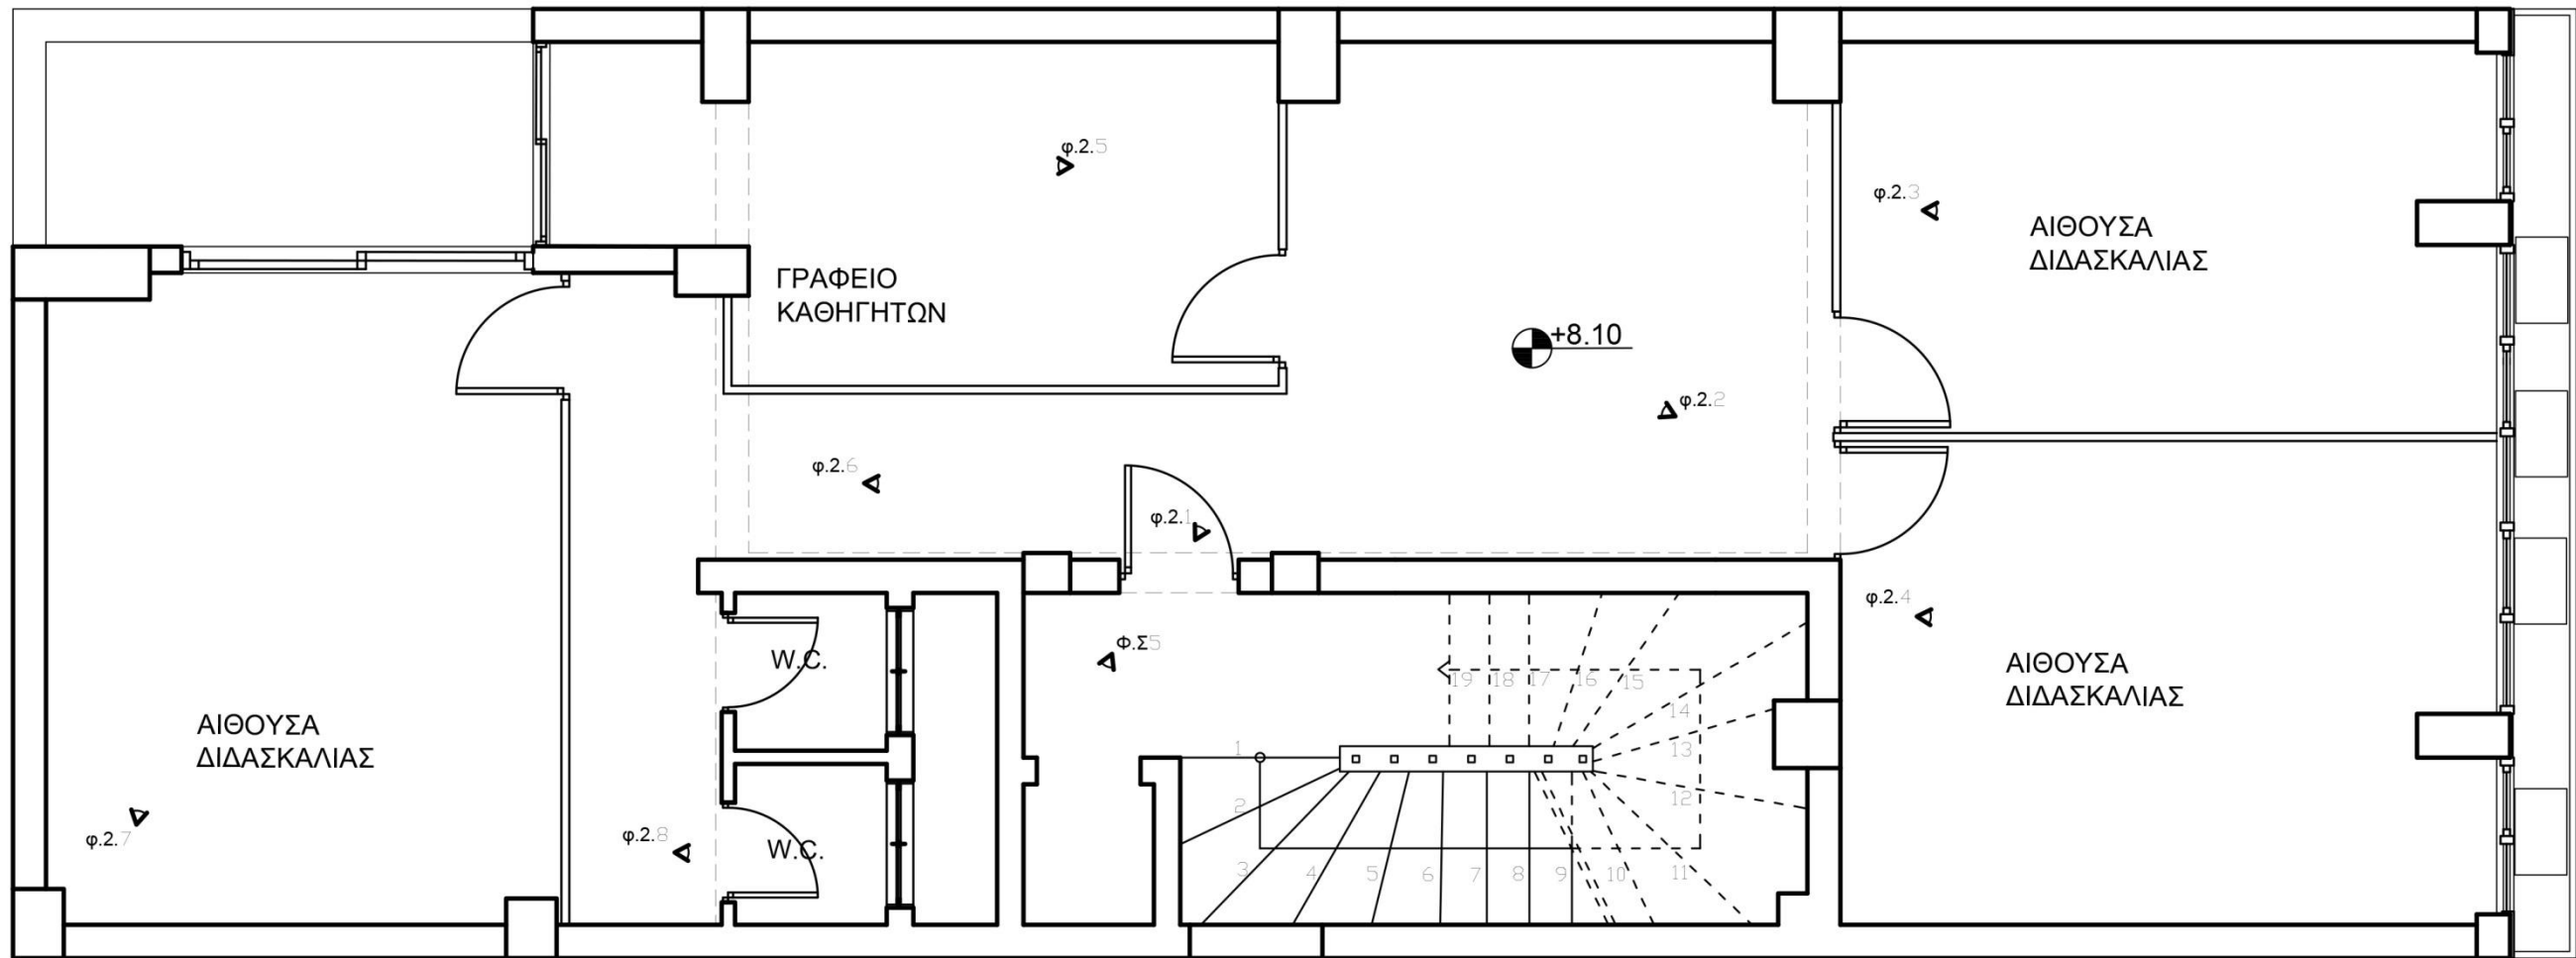 φ.2.5
φ.2.3
ΑΙΘΟΥΣΑ
ΔΙΔΑΣΚΑΛΙΑΣ
ΓΡΑΦΕΙΟ
ΚΑΘΗΓΗΤΩΝ
+8.10
φ.2.2
φ.2.6
φ.2.1
φ.2.4
Φ.Σ5
W.C.
ΑΙΘΟΥΣΑ
ΔΙΔΑΣΚΑΛΙΑΣ
19 18 17 16 15
14
13
12
11
10
9
8
7
6
5
4
3
2
1
ΑΙΘΟΥΣΑ
ΔΙΔΑΣΚΑΛΙΑΣ
φ.2.7
φ.2.8
W.C.